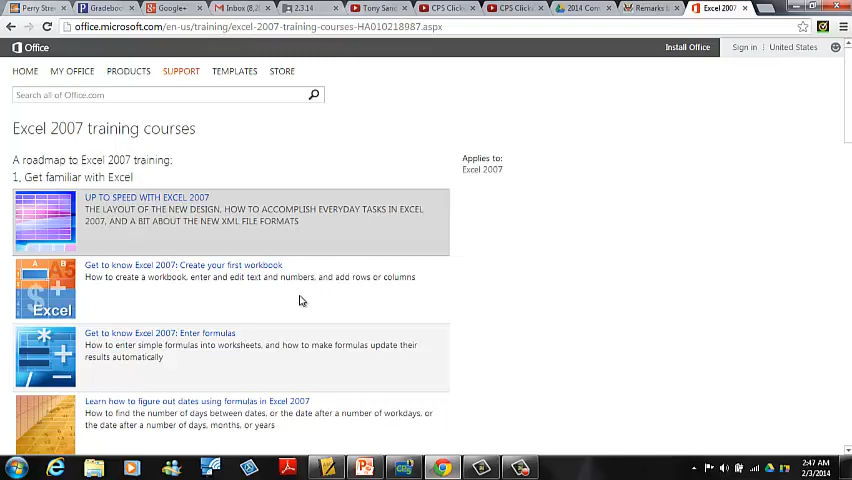 Perry Stre
Gradeboo
Google+
Inbox (8,2
2.3.14
Tony San
CPS Click
CPS Click
2014 Con
Remarks L
Excel 2007
office.microsoft.com/en-us/training/excel-2007-training-courses-HA010218987.aspx
Office
Install Office
Sign in | United States
HOME MY OFFICE PRODUCTS SUPPORT TEMPLATES STORE
Search all of Office.com
Excel 2007 training courses
A roadmap to Excel 2007 training:
Applies to:
Excel 2007
1. Get familiar with Excel
UP TO SPEED WITH EXCEL 2007
THE LAYOUT OF THE NEW DESIGN, HOW TO ACCOMPLISH EVERYDAY TASKS IN EXCEL
2007, AND A BIT ABOUT THE NEW XML FILE FORMATS
Get to know Excel 2007: Create your first workbook
How to create a workbook, enter and edit text and numbers, and add rows or columns
Excel
Get to know Excel 2007: Enter formulas
How to enter simple formulas into worksheets, and how to make formulas update their
results automatically
Learn how to figure out dates using formulas in Excel 2007
How to find the number of days between dates, or the date after a number of workdays, or
the date after a number of days, months, or years
2:47 AM
2/3/2014